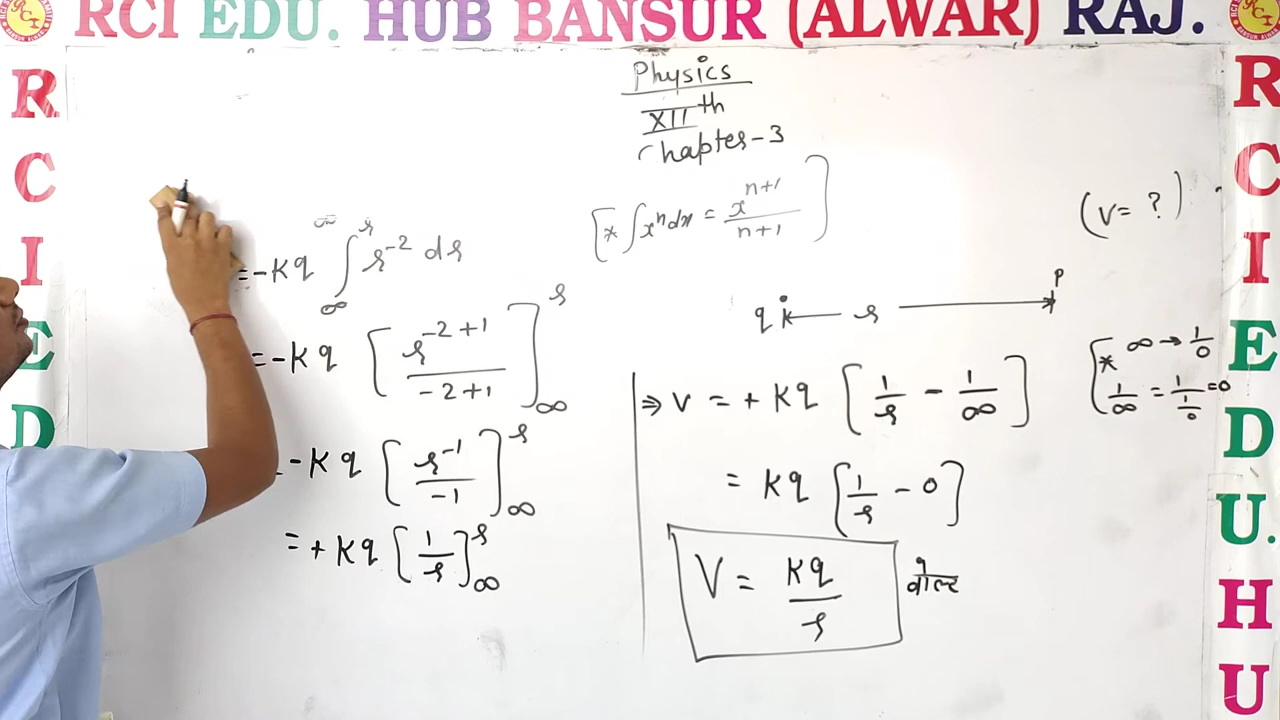 RCI EDU. HUB BANSUR (ALWAR) RAJ.
R
C
I
E
D
R
C
I
E
D
U.
H
U
Physics
XIIth
Chapter-3
[* ∫xⁿdx = xⁿ⁺¹/n+1]
(V= ?)
=-Kq ∫∞^r r⁻² dr
=-Kq [r⁻²⁺¹/-2+1]∞^r
-Kq [r⁻¹/-1]∞^r
=+Kq [1/r]∞^r
q r P
⇒ V = + Kq [1/r - 1/∞]
[* ∞→1/0
1/∞ = 1/(1/0) =0
= Kq [1/r - 0]
V = Kq/r वोल्ट